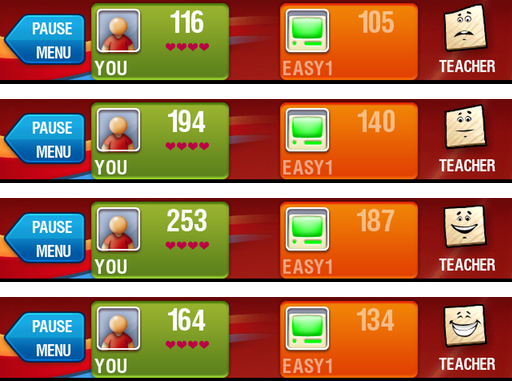 PAUSE
MENU
116
YOU
105
EASY1
TEACHER
PAUSE
MENU
194
YOU
140
EASY1
TEACHER
PAUSE
MENU
253
YOU
187
EASY1
TEACHER
PAUSE
MENU
164
YOU
134
EASY1
TEACHER